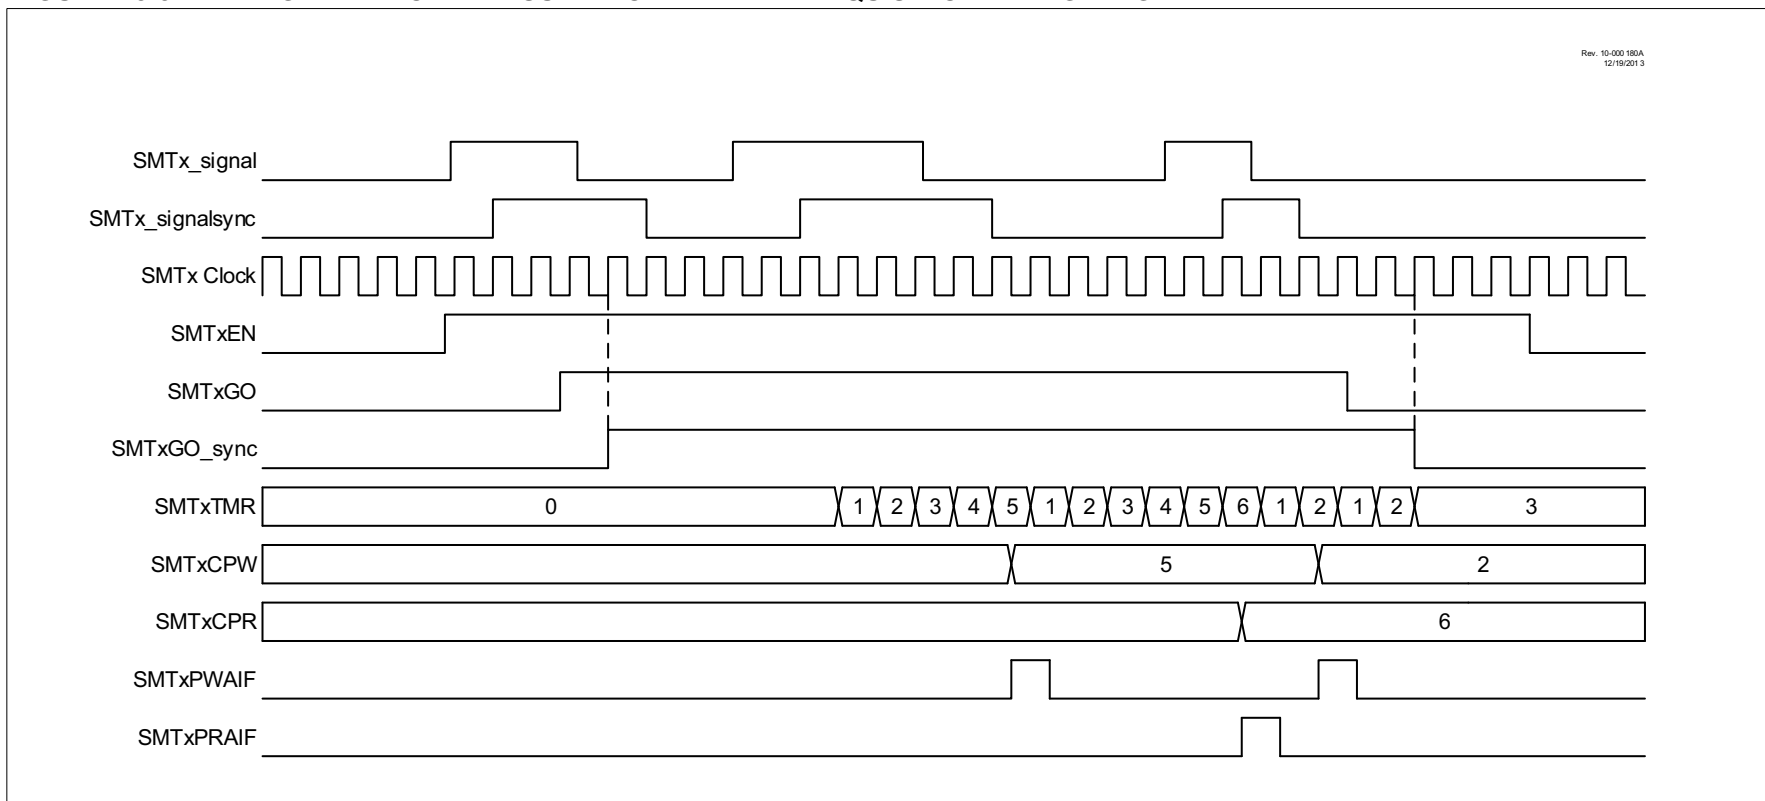 Rev. 10-000 180A
12/19/201 3
SMTx_signal
SMTx_signalsync
SMTx Clock
SMTxEN
SMTxGO
SMTxGO_sync
SMTxTMR 0 1 2 3 4 5 1 2 3 4 5 6 1 2 1 2 3
SMTxCPW 5 2
SMTxCPR 6
SMTxPWAIF
SMTxPRAIF